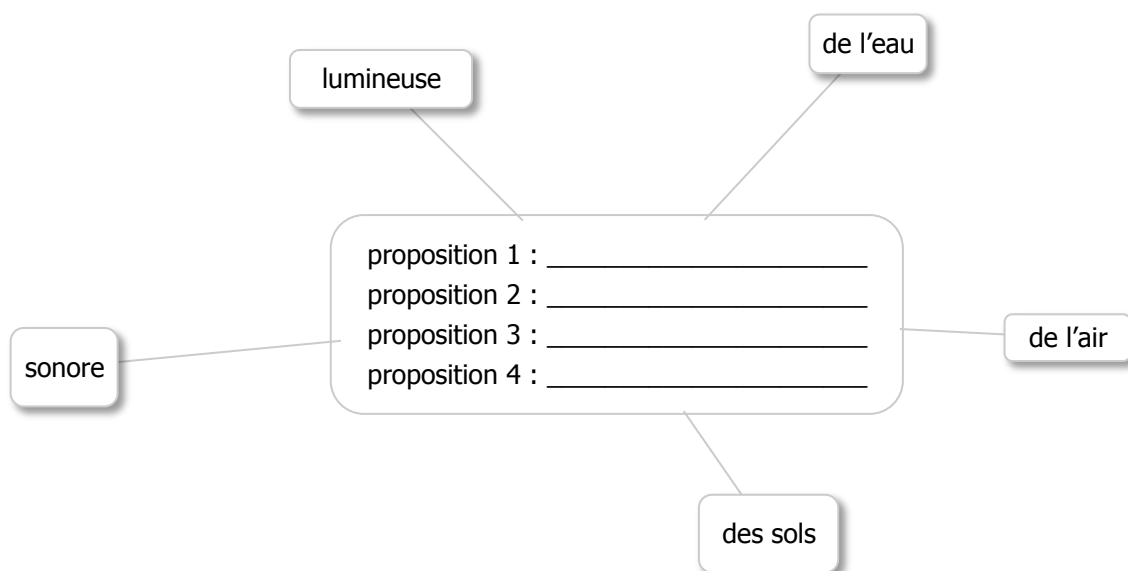 de l’eau
lumineuse
proposition 1 : ______________________
proposition 2 : ______________________
proposition 3 : ______________________
proposition 4 : ______________________
de l’air
sonore
des sols